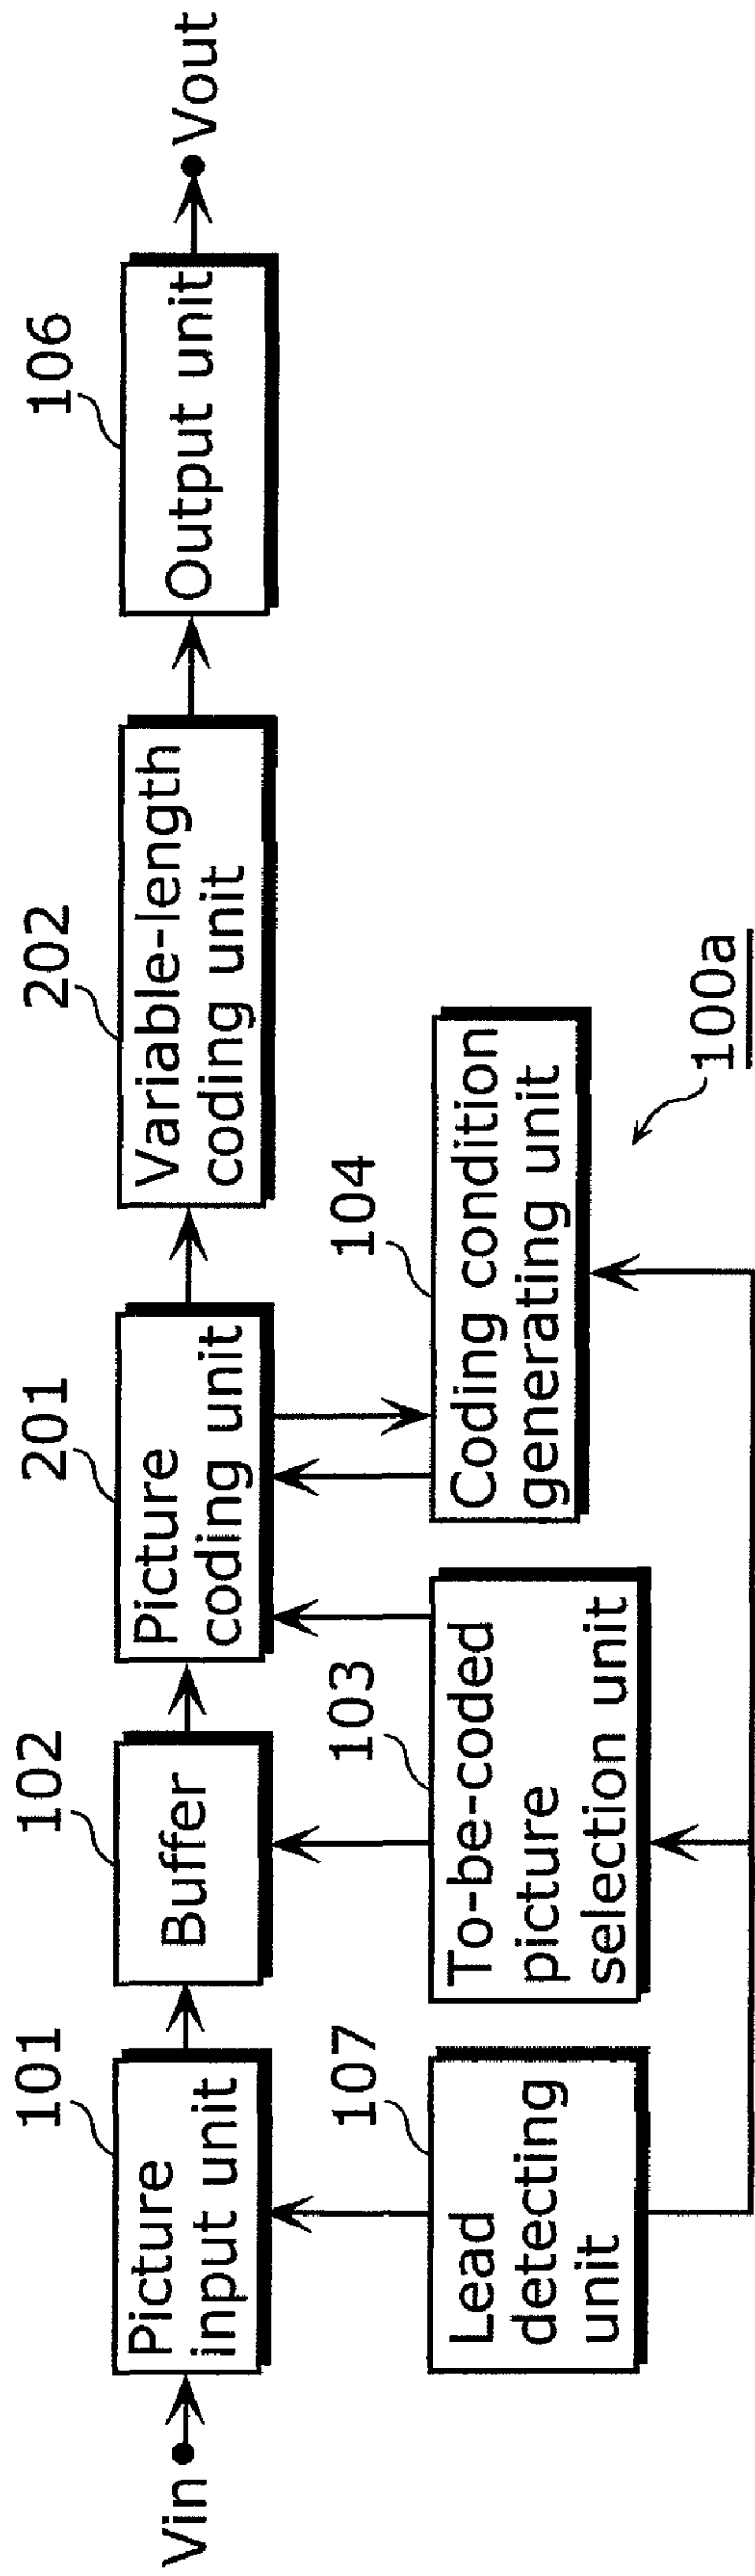 101
102
201
202
106
Vin
Picture
input unit
Buffer
Picture
coding unit
Variable-length
coding unit
Output unit
Vout
107
103
104
Lead
detecting
unit
To-be-coded
picture
selection unit
Coding condition
generating unit
100a